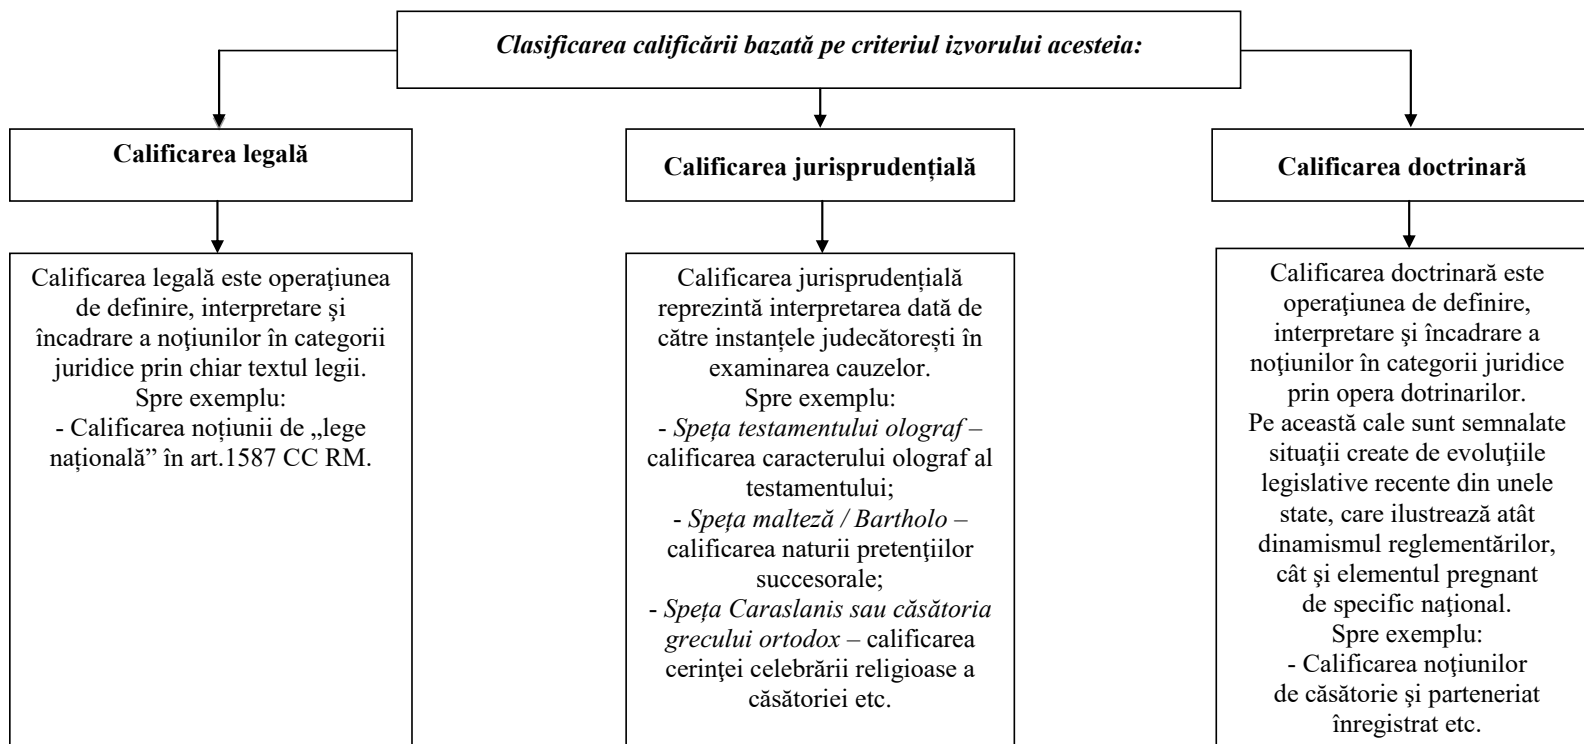 Clasificarea calificării bazată pe criteriul izvorului acesteia:
Calificarea legală
Calificarea legală este operaţiunea
de definire, interpretare şi
încadrare a noţiunilor în categorii
juridice prin chiar textul legii.
Spre exemplu:
- Calificarea noțiunii de „lege
națională” în art.1587 CC RM.
Calificarea jurisprudențială
Calificarea jurisprudențială
reprezintă interpretarea dată de
către instanțele judecătorești în
examinarea cauzelor.
Spre exemplu:
- Speța testamentului olograf –
calificarea caracterului olograf al
testamentului;
- Speța malteză / Bartholo –
calificarea naturii pretenţiilor
succesorale;
- Speța Caraslanis sau căsătoria
grecului ortodox – calificarea
cerinţei celebrării religioase a
căsătoriei etc.
Calificarea doctrinară
Calificarea doctrinară este
operaţiunea de definire,
interpretare şi încadrare a
noţiunilor în categorii juridice
prin opera dotrinarilor.
Pe această cale sunt semnalate
situaţii create de evoluţiile
legislative recente din unele
state, care ilustrează atât
dinamismul reglementărilor,
cât şi elementul pregnant
de specific naţional.
Spre exemplu:
- Calificarea noţiunilor
de căsătorie şi parteneriat
înregistrat etc.